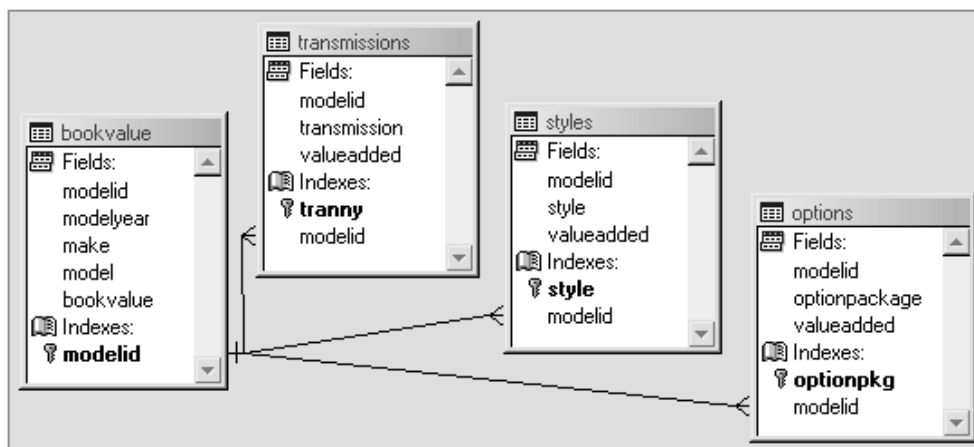 transmissions
Fields:
modelid
transmission
valueadded
Indexes:
tranny
modelid
bookvalue
Fields:
modelid
modelyear
make
model
bookvalue
Indexes:
modelid
styles
Fields:
modelid
style
valueadded
Indexes:
style
modelid
options
Fields:
modelid
optionpackage
valueadded
Indexes:
optionpkg
modelid